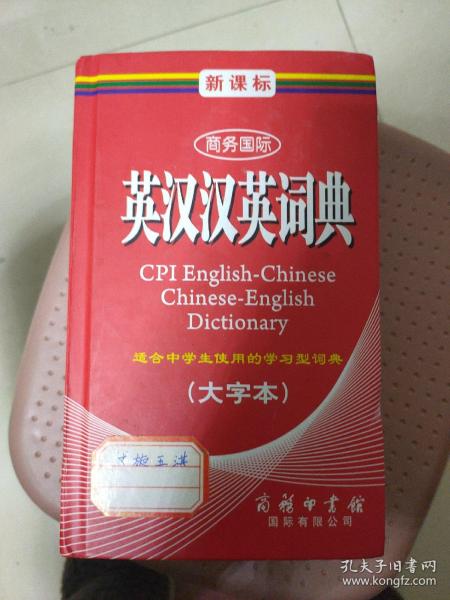 新课标
商务国际
英汉汉英词典
CPI English-Chinese
Chinese-English
Dictionary
适合中学生使用的学习型词典
(大字本)
商务印书馆
国际有限公司
孔夫子旧书网
www.kongfz.com